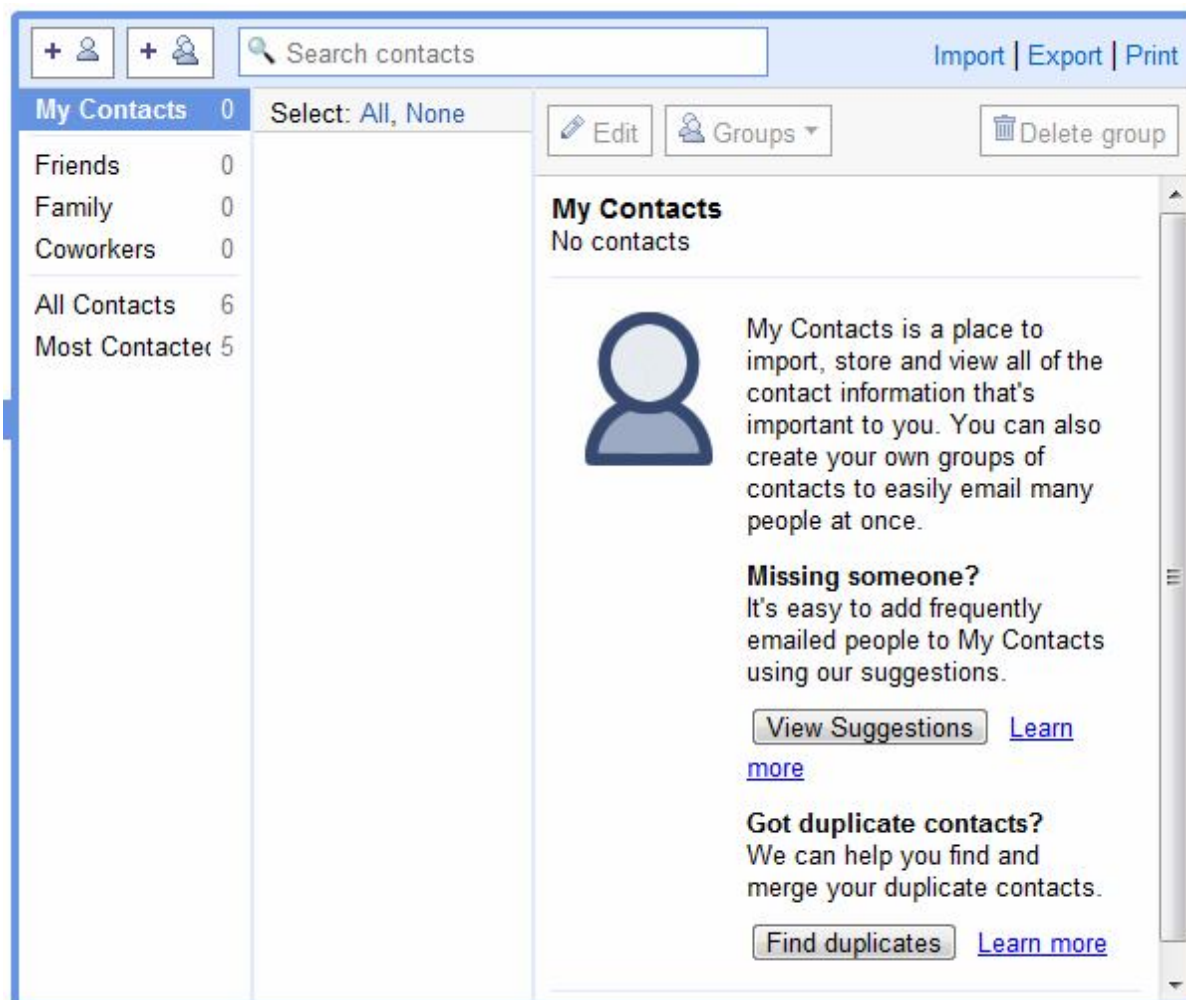 + +
Search contacts
Import | Export | Print
My Contacts 0
Friends 0
Family 0
Coworkers 0
All Contacts 6
Most Contactec 5
Select: All, None
Edit Groups Delete group
My Contacts
No contacts
My Contacts is a place to
import, store and view all of the
contact information that's
important to you. You can also
create your own groups of
contacts to easily email many
people at once.
Missing someone?
It's easy to add frequently
emailed people to My Contacts
using our suggestions.
View Suggestions Learn
more
Got duplicate contacts?
We can help you find and
merge your duplicate contacts.
Find duplicates Learn more